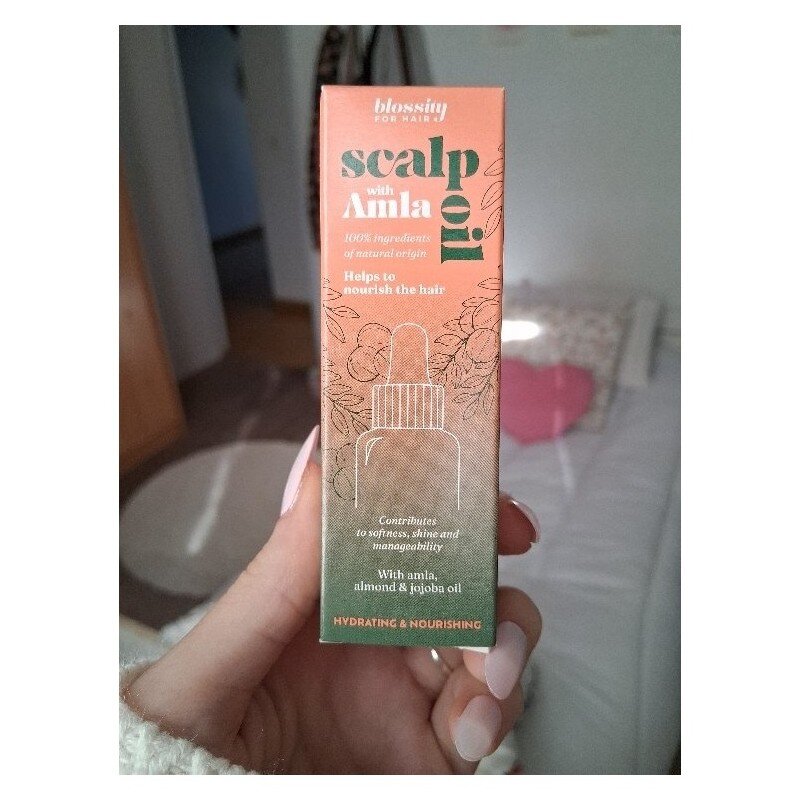 blossity
FOR HAIR
scalp
oil
with
Amla
100% ingredients
of natural origin
Helps to
nourish the hair
Contributes
to softness, shine and
manageability
With amla,
almond & jojoba oil
HYDRATING & NOURISHING